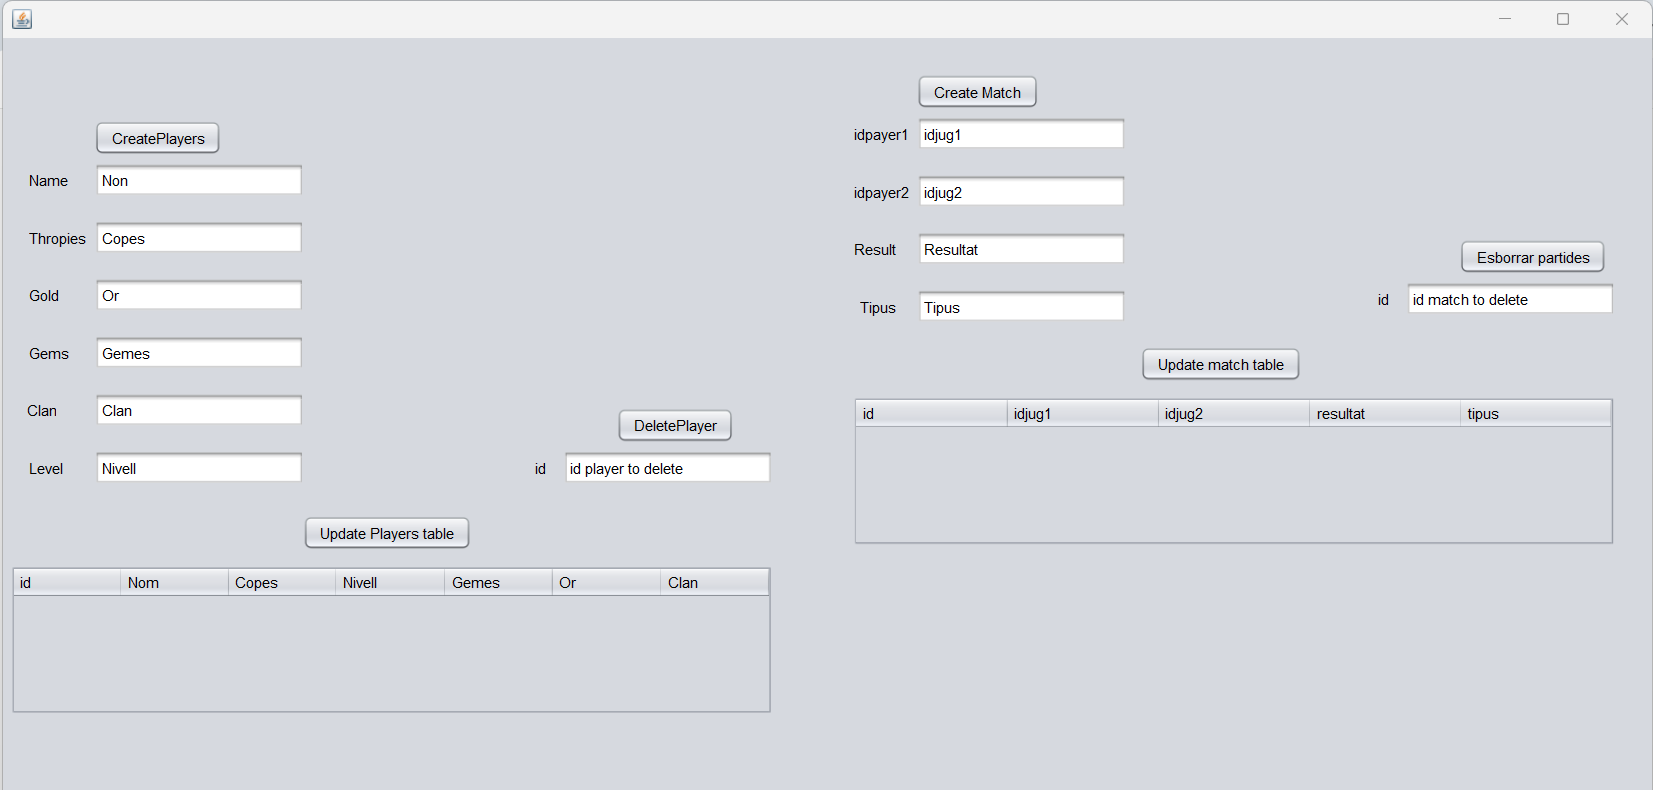 CreatePlayers
Name Non
Thropies Copes
Gold Or
Gems Gemes
Clan Clan
Level Nivell
DeletePlayer
id id player to delete
Update Players table
id Nom Copes Nivell Gemes Or Clan
Create Match
idpayer1 idjug1
idpayer2 idjug2
Result Resultat
Tipus Tipus
Esborrar partides
id id match to delete
Update match table
id idjug1 idjug2 resultat tipus